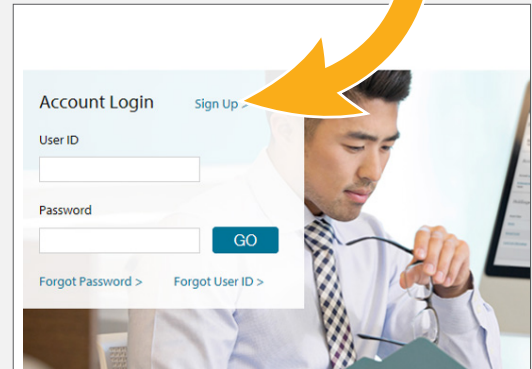 Account Login
Sign Up >
User ID
Password
GO
Forgot Password >
Forgot User ID >